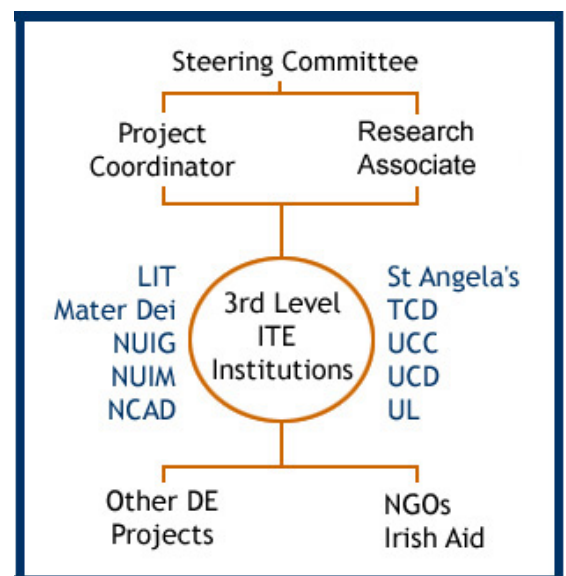 Steering Committee
Project
Coordinator
Research
Associate
LIT
Mater Dei
NUIG
NUIM
NCAD
3rd Level
ITE
Institutions
St Angela's
TCD
UCC
UCD
UL
Other DE
Projects
NGOs
Irish Aid